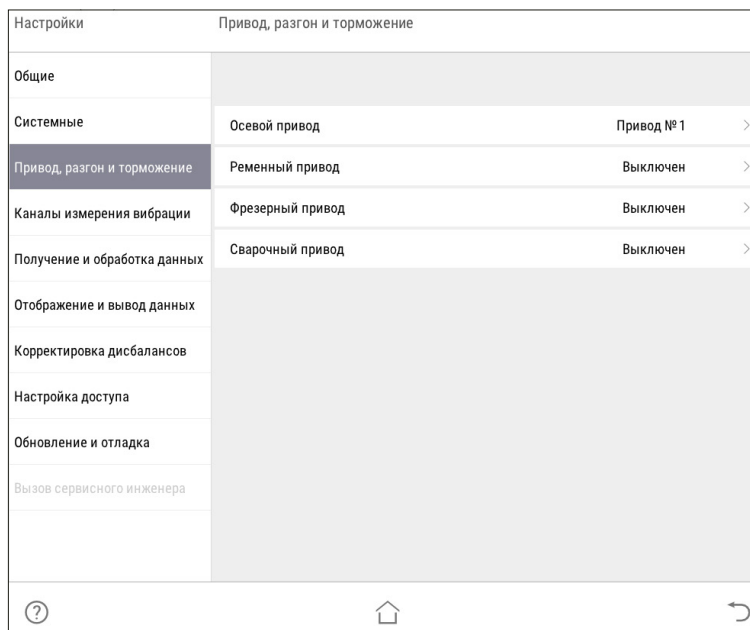 Настройки
Привод, разгон и торможение
Общие
Системные
Привод, разгон и торможение
Каналы измерения вибрации
Получение и обработка данных
Отображение и вывод данных
Корректировка дисбалансов
Настройка доступа
Обновление и отладка
Вызов сервисного инженера
Осевой привод Привод № 1
Ременный привод Выключен
Фрезерный привод Выключен
Сварочный привод Выключен
?